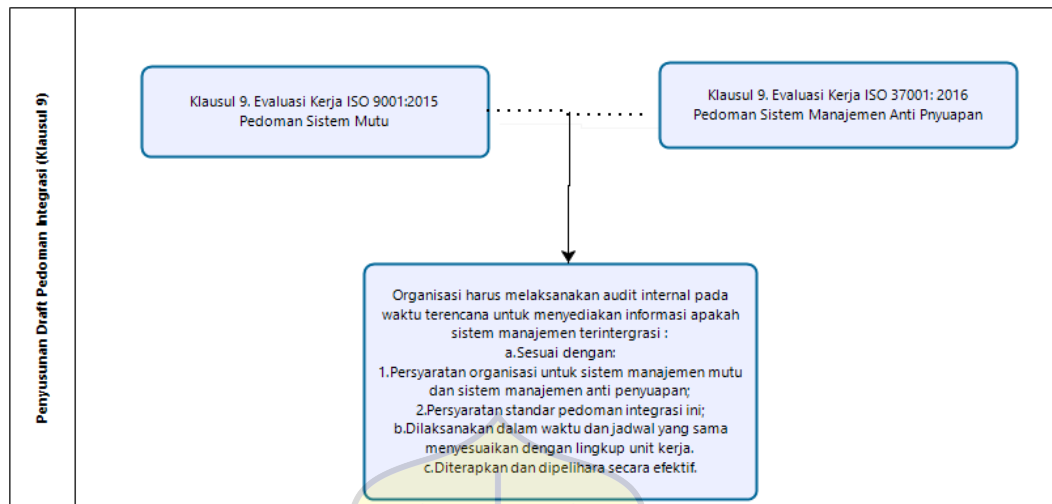 Penyusunan Draft Pedoman Integrasi (Klausul 9)
Klausul 9. Evaluasi Kerja ISO 9001:2015
Pedoman Sistem Mutu
Klausul 9. Evaluasi Kerja ISO 37001: 2016
Pedoman Sistem Manajemen Anti Pnyuapan
Organisasi harus melaksanakan audit internal pada
waktu terencana untuk menyediakan informasi apakah
sistem manajemen terintergrasi :
a.Sesuai dengan:
1.Persyaratan organisasi untuk sistem manajemen mutu
dan sistem manajemen anti penyuapan;
2.Persyaratan standar pedoman integrasi ini;
b.Dilaksanakan dalam waktu dan jadwal yang sama
menyesuaikan dengan lingkup unit kerja.
c.Diterapkan dan dipelihara secara efektif.